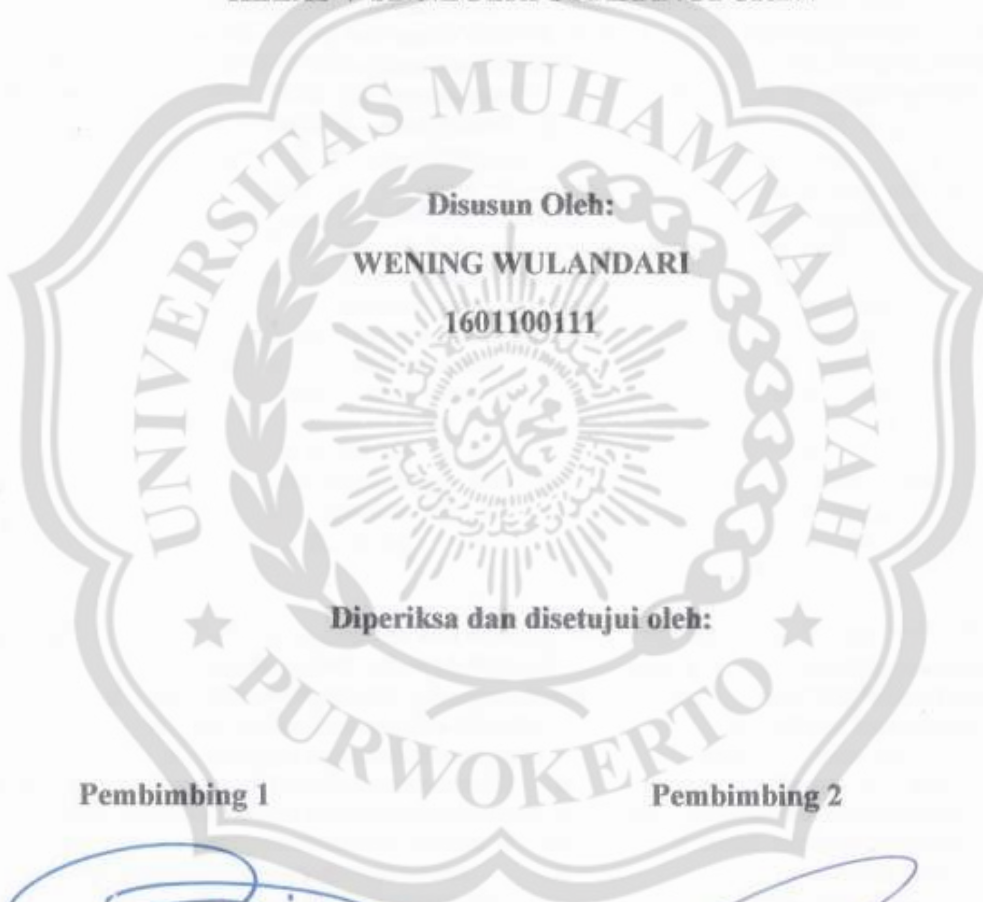 UNIVERSITAS MUHAMMADIYAH
Disusun Oleh:
WENING WULANDARI
1601100111
Diperiksa dan disetujui oleh:
PURWOKERTO
Pembimbing 1 Pembimbing 2